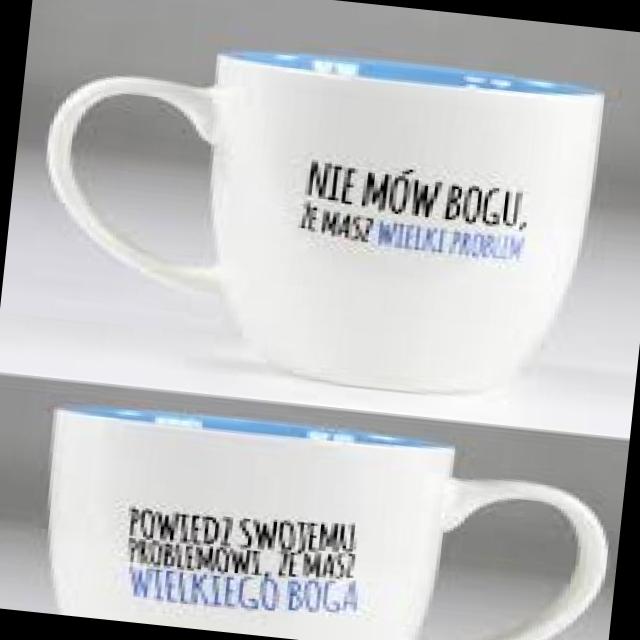 NIE MÓW BOGU,
ŻE MASZ WIELKI PROBLEM
POWIEDZ SWOJEMU
PROBLEMOWI, ŻE MASZ
WIELKIEGO BOGA